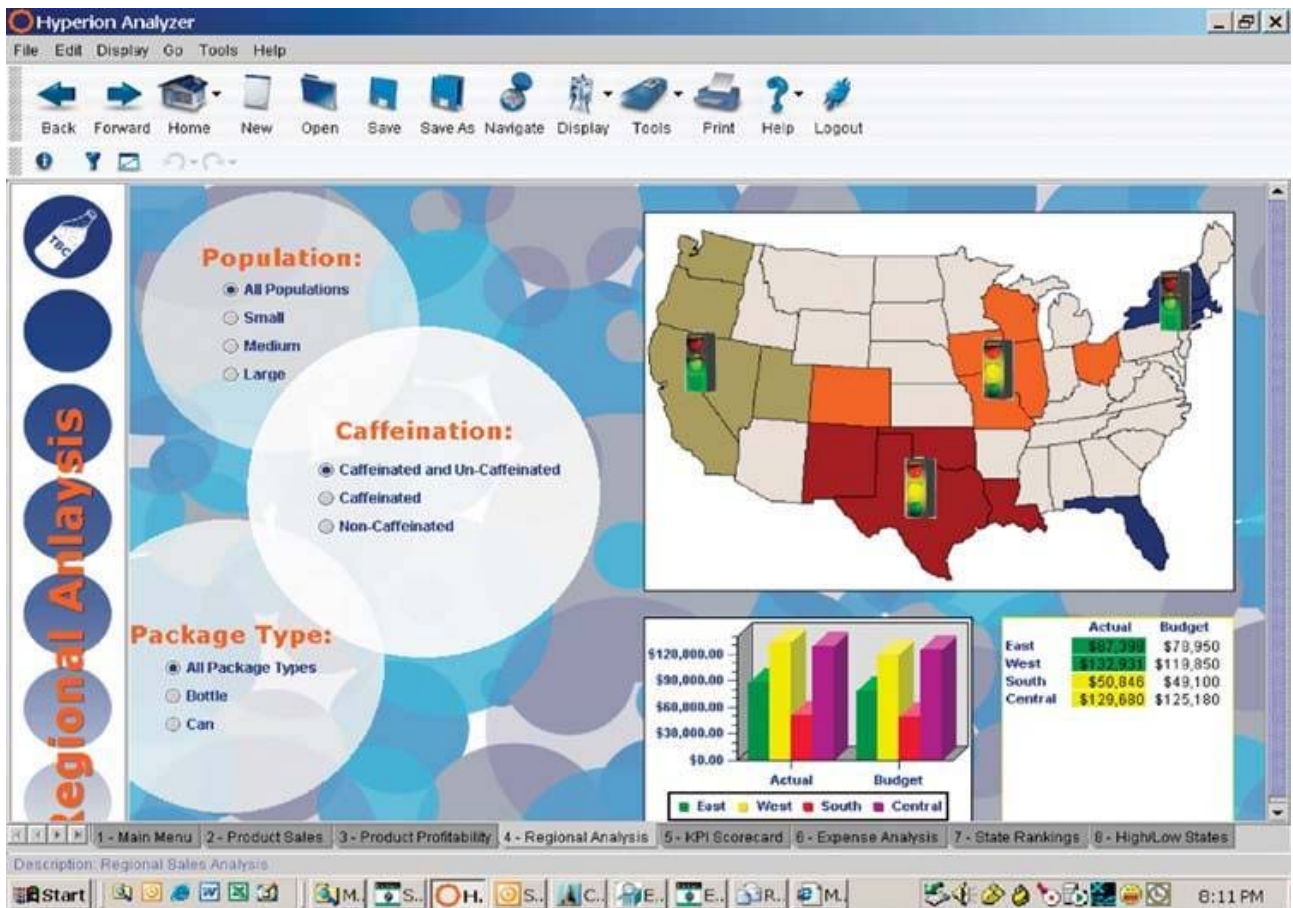 Hyperion Analyzer
File Edit Display Go Tools Help
Back Forward Home New Open Save Save As Navigate Display Tools Print Help Logout
TBC
Regional Anlaysis
Population:
All Populations
Small
Medium
Large
Caffeination:
Caffeinated and Un-Caffeinated
Caffeinated
Non-Caffeinated
Package Type:
All Package Types
Bottle
Can
$120,000.00
$90,000.00
$60,000.00
$30,000.00
$0.00
Actual Budget
East West South Central
Actual Budget
East $87,398 $79,950
West $132,931 $119,850
South $50,846 $49,100
Central $129,680 $125,180
1 - Main Menu 2 - Product Sales 3 - Product Profitability 4 - Regional Analysis 5 - KPI Scorecard 6 - Expense Analysis 7 - State Rankings 8 - High/Low States
Description: Regional Sales Analysis
Start M.. S.. H. S.. C.. E.. E.. R.. M. 8:11 PM